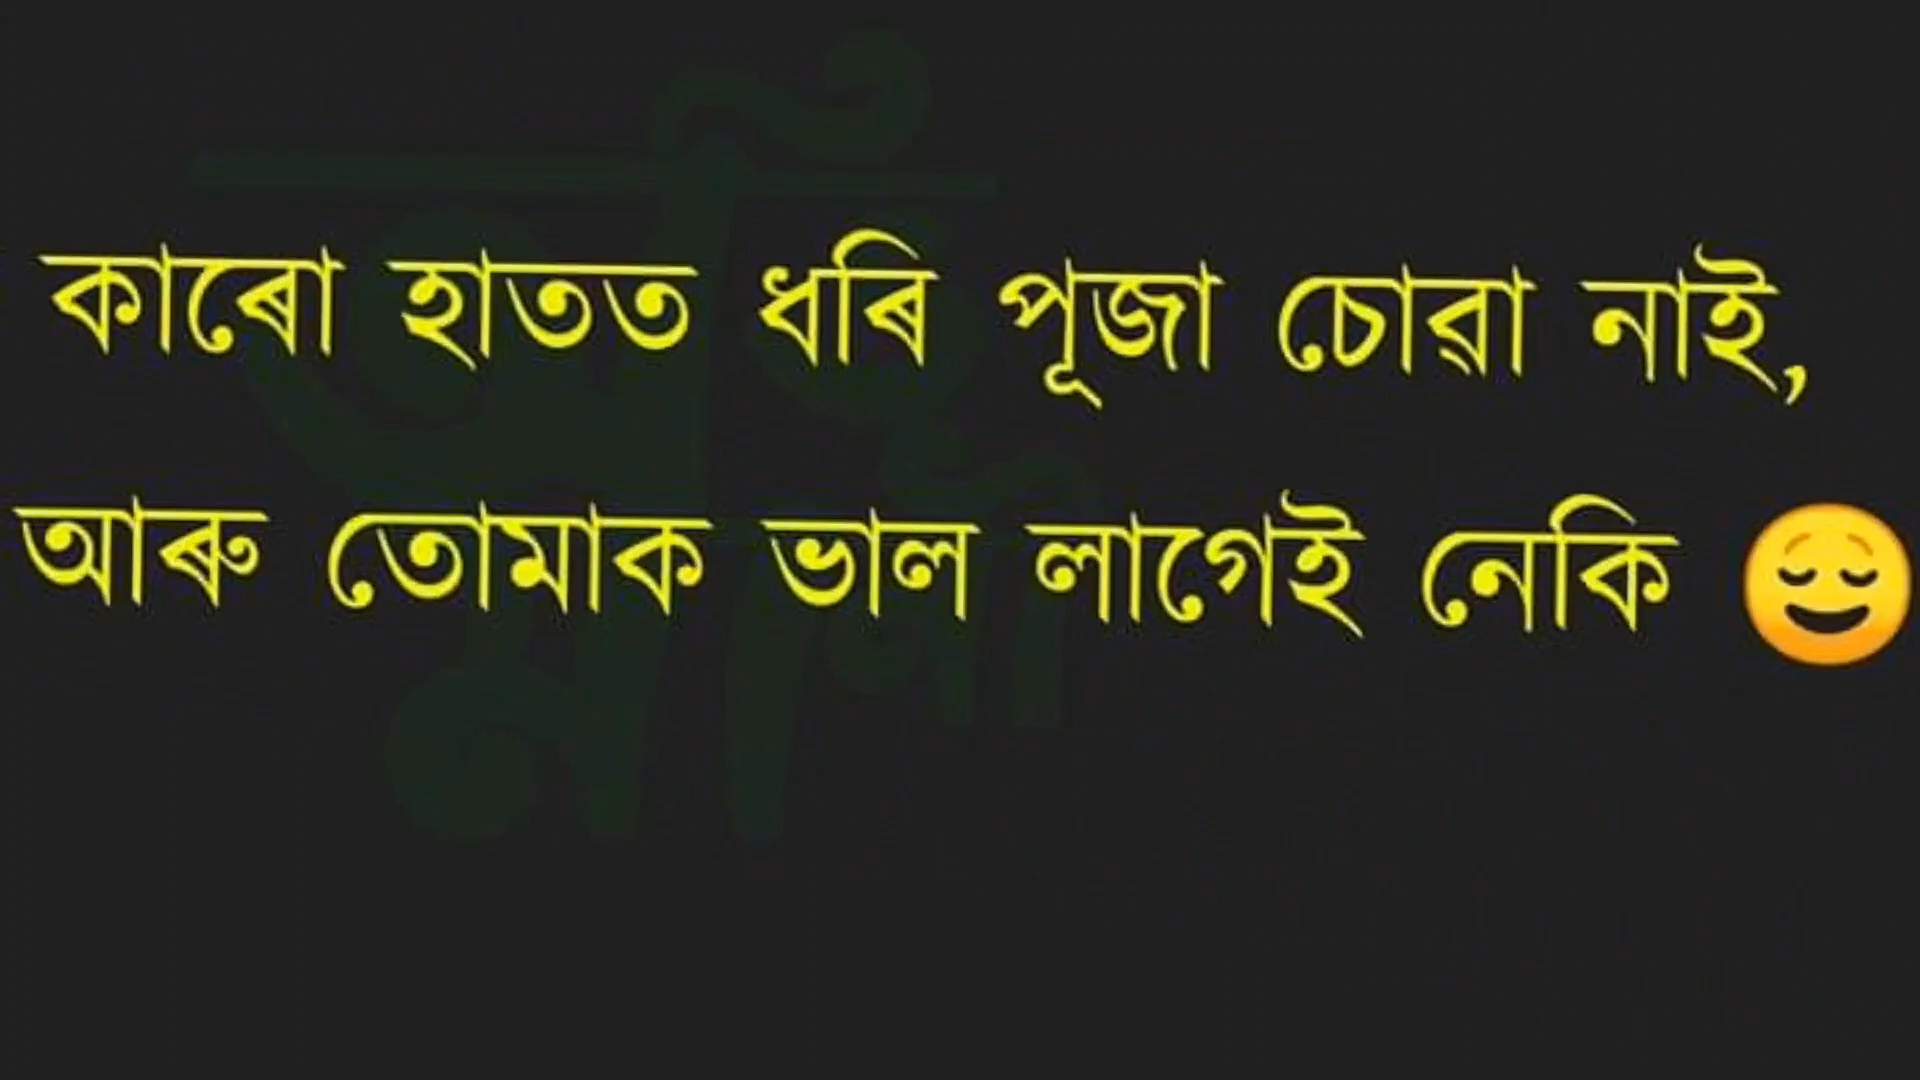 কাৰো হাতত ধৰি পূজা চোৱা নাই,
আৰু তোমাক ভাল লাগেই নেকি 😌